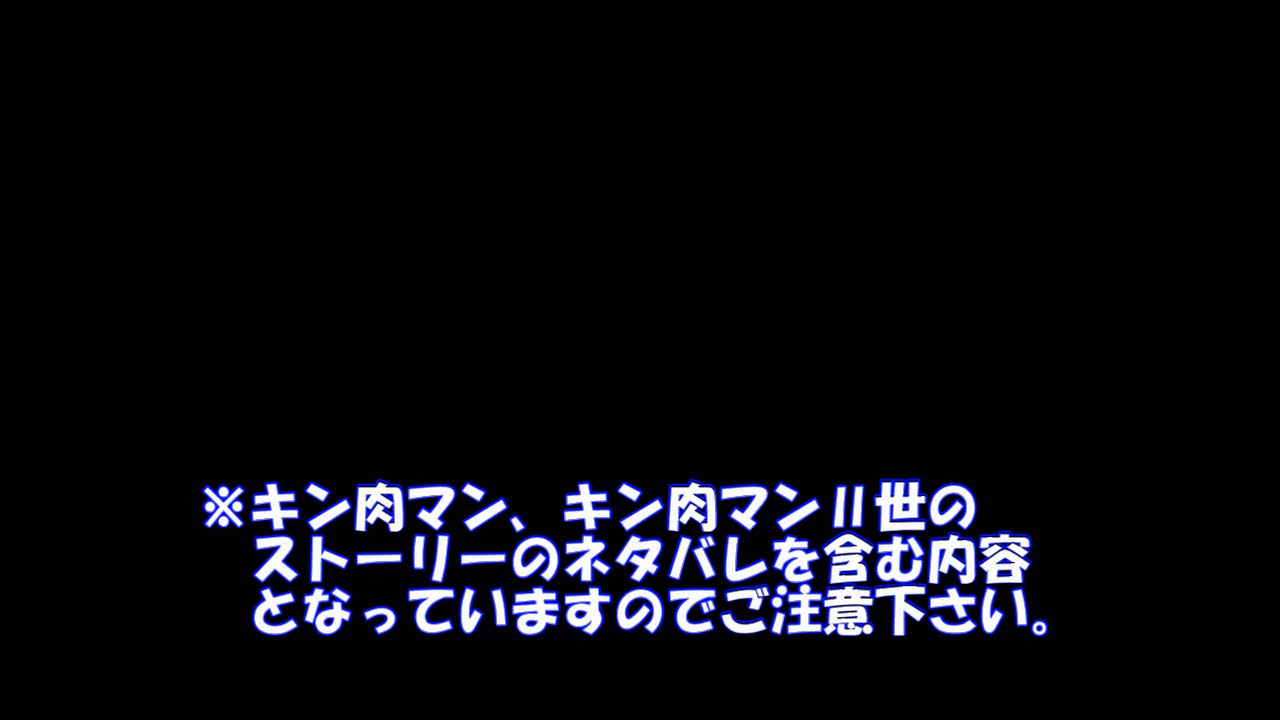 ※キン肉マン、キン肉マンⅡ世の
ストーリーのネタバレを含む内容
となっていますのでご注意下さい。